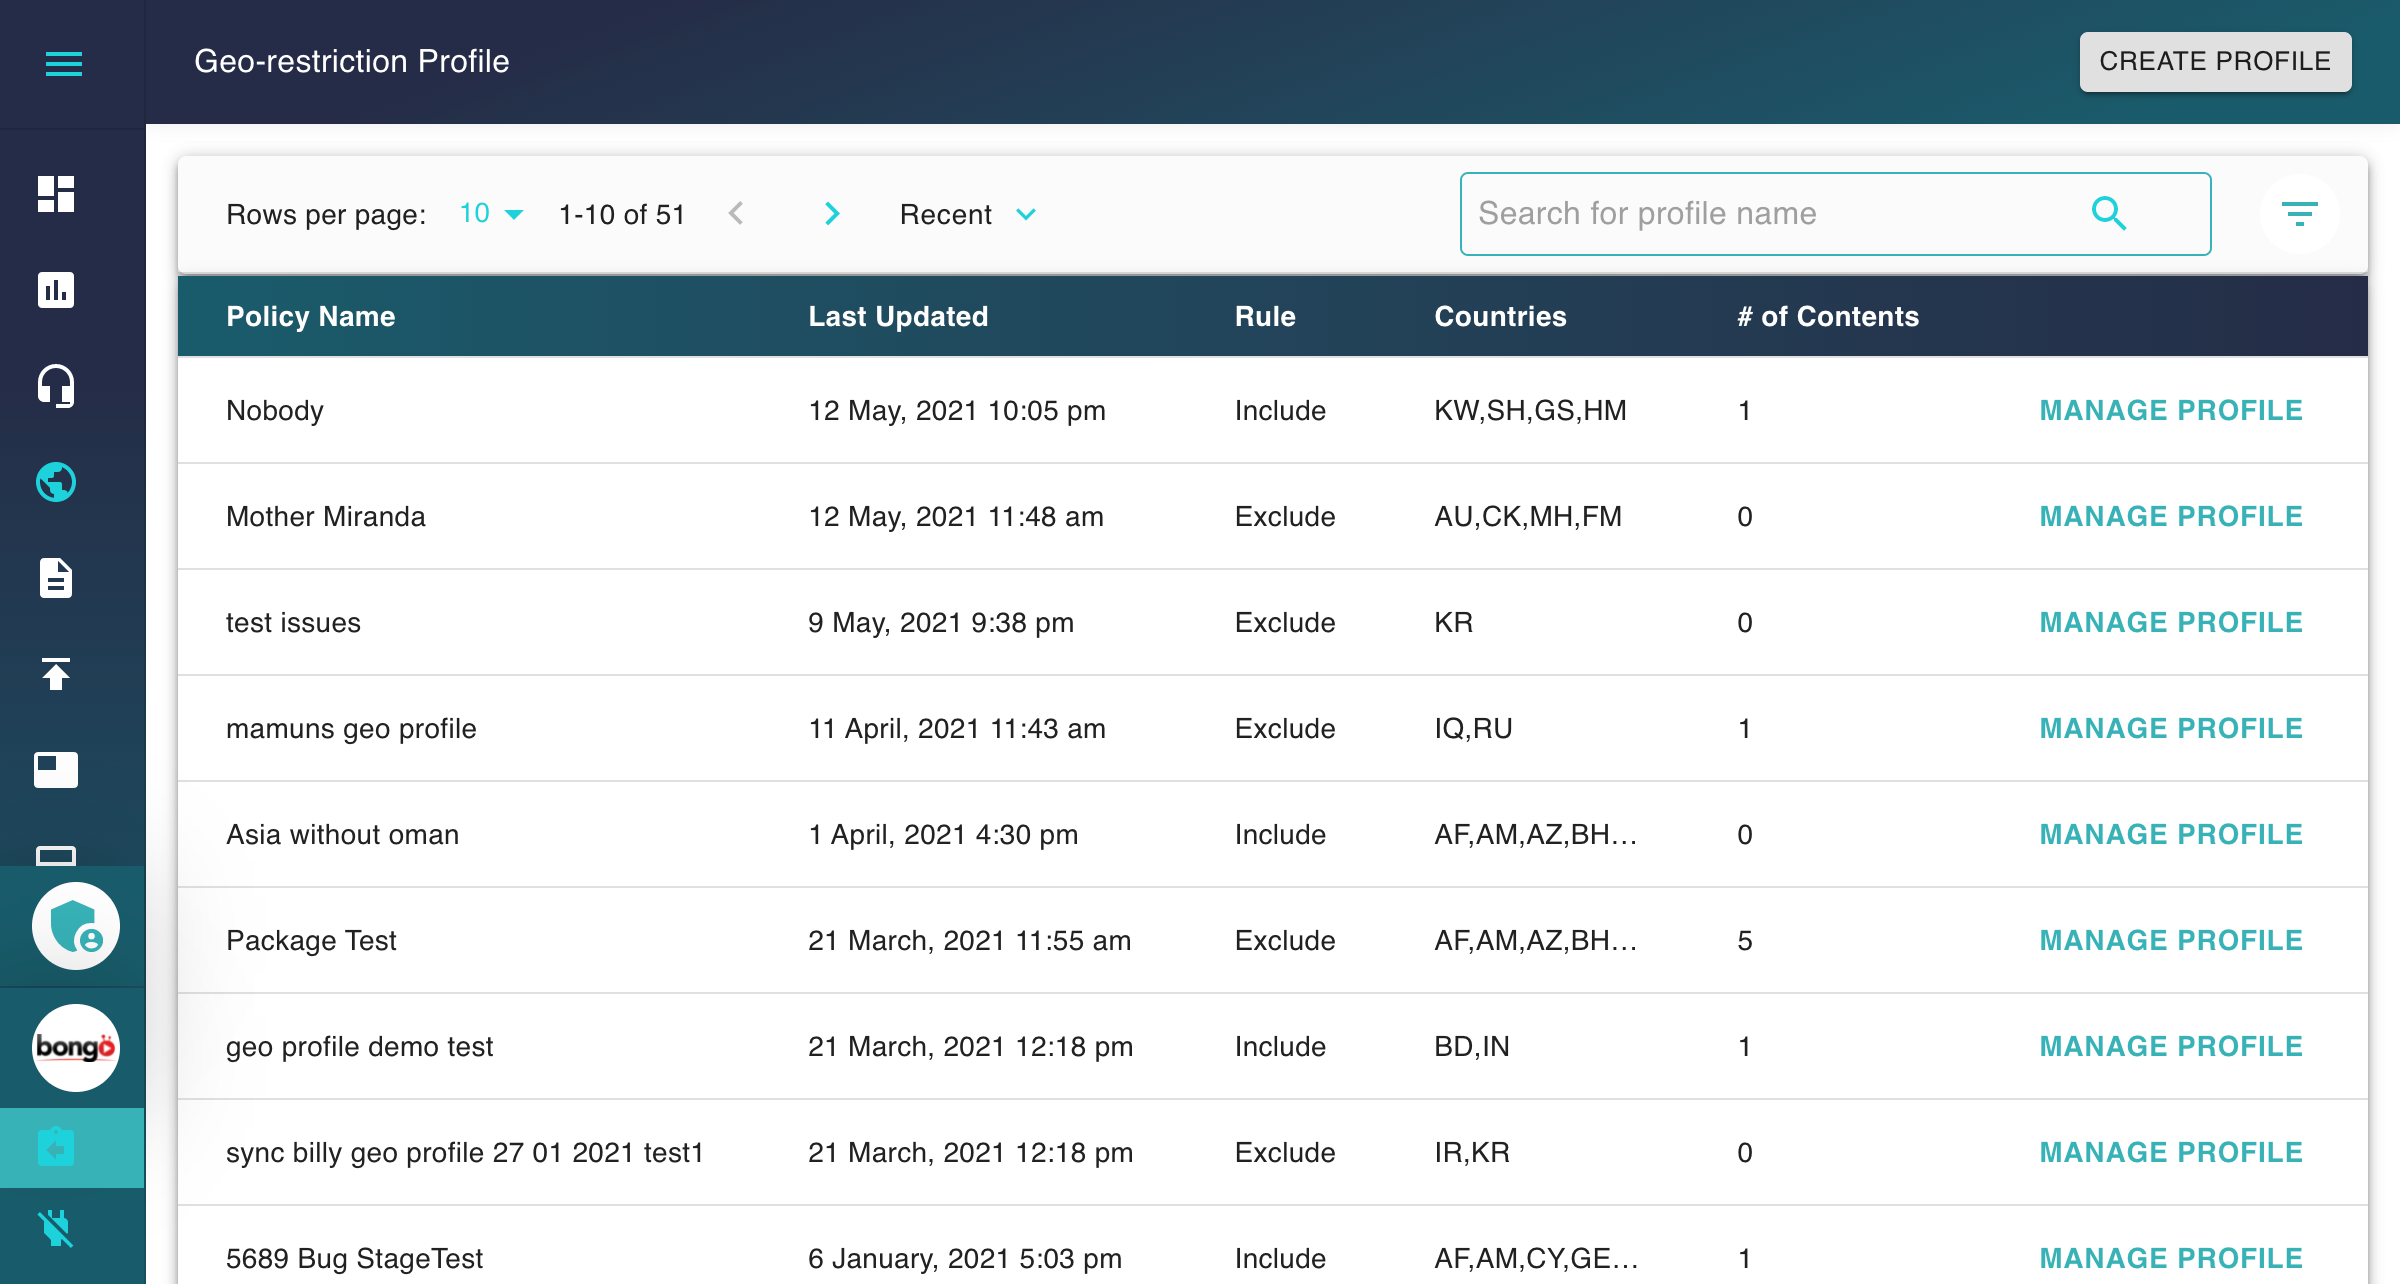 Geo-restriction Profile
CREATE PROFILE
Rows per page: 10 1-10 of 51 Recent
Search for profile name
Policy Name Last Updated Rule Countries # of Contents
Nobody 12 May, 2021 10:05 pm Include KW,SH,GS,HM 1 MANAGE PROFILE
Mother Miranda 12 May, 2021 11:48 am Exclude AU,CK,MH,FM 0 MANAGE PROFILE
test issues 9 May, 2021 9:38 pm Exclude KR 0 MANAGE PROFILE
mamuns geo profile 11 April, 2021 11:43 am Exclude IQ,RU 1 MANAGE PROFILE
Asia without oman 1 April, 2021 4:30 pm Include AF,AM,AZ,BH... 0 MANAGE PROFILE
Package Test 21 March, 2021 11:55 am Exclude AF,AM,AZ,BH... 5 MANAGE PROFILE
geo profile demo test 21 March, 2021 12:18 pm Include BD,IN 1 MANAGE PROFILE
sync billy geo profile 27 01 2021 test1 21 March, 2021 12:18 pm Exclude IR,KR 0 MANAGE PROFILE
5689 Bug StageTest 6 January, 2021 5:03 pm Include AF,AM,CY,GE... 1 MANAGE PROFILE
bongo